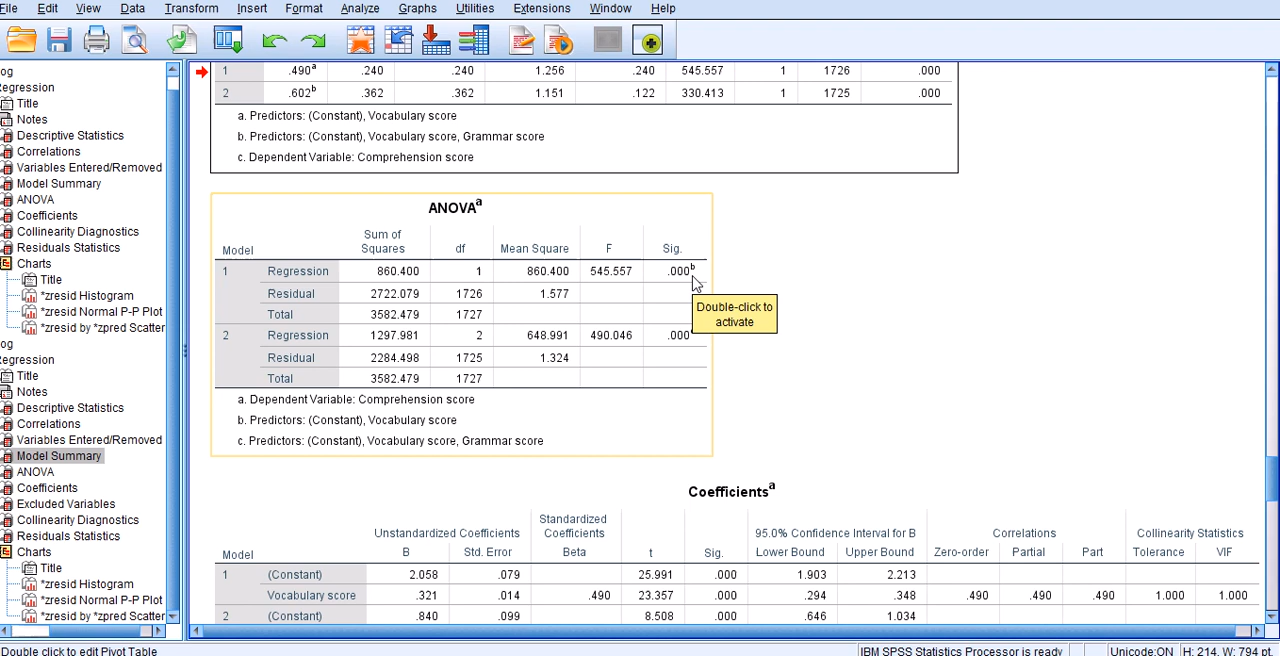 File Edit View Data Transform Insert Format Analyze Graphs Utilities Extensions Window Help
og
egression
Title
Notes
Descriptive Statistics
Correlations
Variables Entered/Removed
Model Summary
ANOVA
Coefficients
Collinearity Diagnostics
Residuals Statistics
Charts
Title
*zresid Histogram
*zresid Normal P-P Plot
*zresid by *zpred Scatter
og
egression
Title
Notes
Descriptive Statistics
Correlations
Variables Entered/Removed
Model Summary
ANOVA
Coefficients
Excluded Variables
Collinearity Diagnostics
Residuals Statistics
Charts
Title
*zresid Histogram
*zresid Normal P-P Plot
*zresid by *zpred Scatter
1 .490a .240 .240 1.256 .240 545.557 1 1726 .000
2 .602b .362 .362 1.151 .122 330.413 1 1725 .000
a. Predictors: (Constant), Vocabulary score
b. Predictors: (Constant), Vocabulary score, Grammar score
c. Dependent Variable: Comprehension score
ANOVAa
Model Sum of Squares df Mean Square F Sig.
1 Regression 860.400 1 860.400 545.557 .000b
Residual 2722.079 1726 1.577
Total 3582.479 1727
2 Regression 1297.981 2 648.991 490.046 .000
Residual 2284.498 1725 1.324
Total 3582.479 1727
a. Dependent Variable: Comprehension score
b. Predictors: (Constant), Vocabulary score
c. Predictors: (Constant), Vocabulary score, Grammar score
Double-click to
activate
Coefficientsa
Unstandardized Coefficients Standardized Coefficients 95.0% Confidence Interval for B Correlations Collinearity Statistics
Model B Std. Error Beta t Sig. Lower Bound Upper Bound Zero-order Partial Part Tolerance VIF
1 (Constant) 2.058 .079 25.991 .000 1.903 2.213
Vocabulary score .321 .014 .490 23.357 .000 .294 .348 .490 .490 .490 1.000 1.000
2 (Constant) .840 .099 8.508 .000 .646 1.034
Double click to edit Pivot Table IBM SPSS Statistics Processor is ready Unicode:ON H: 214, W: 794 pt.